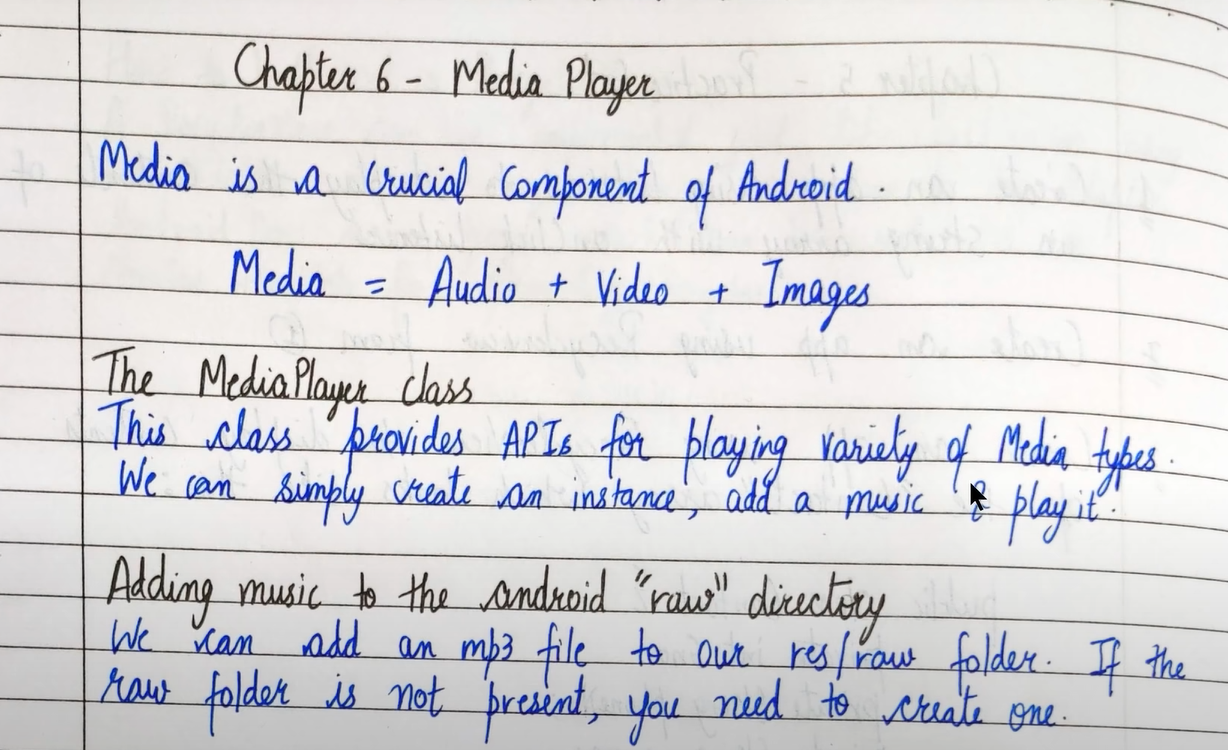 Chapter 6 - Media Player
Media is a Crucial Component of Android.
Media = Audio + Video + Images
The MediaPlayer class
This class provides APIs for playing variety of Media types.
We can simply create an instance, add a music & play it.
Adding music to the android "raw" directory
We can add an mp3 file to our res/raw folder. If the
raw folder is not present, you need to create one.